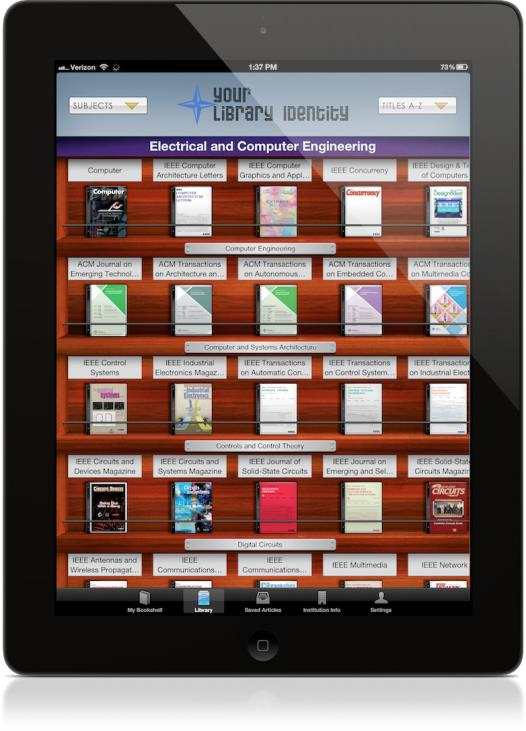 Verizon
1:37 PM
73%
SUBJECTS
YOUR
LIBRARY IDENTITY
TITLES A-Z
Electrical and Computer Engineering
Computer
IEEE Computer
Architecture Letters
IEEE Computer
Graphics and Appl...
IEEE Concurreny
IEEE Design & Te
of Computers
Computer
Concurrency
Design&Test
Computer Engineering
ACM Journal on
Emerging Technol...
ACM Transactions
on Architecture an...
ACM Transactions
on Autonomous...
ACM Transactions
on Embedded Co...
ACM Transactio
on Multimedia Co
Computer and Systems Architecture
IEEE Control
Systems
IEEE Industrial
Electronics Magaz...
IEEE Transactions
on Automatic Con...
IEEE Transactions
on Control System...
IEEE Transaction
on Industrial Elect
systems
Industrial
Electronics
Controls and Control Theory
IEEE Circuits and
Devices Magazine
IEEE Circuits and
Systems Magazine
IEEE Journal of
Solid-State Circuits
IEEE Journal on
Emerging and Sel...
IEEE Solid-State
Circuits Magazin
CIRCUITS
Digital Circuits
IEEE Antennas and
Wireless Propagat...
IEEE
Communications...
IEEE
Communications...
IEEE Multimedia
IEEE Network
My Bookshelf
Library
Saved Articles
Institution Info
Settings